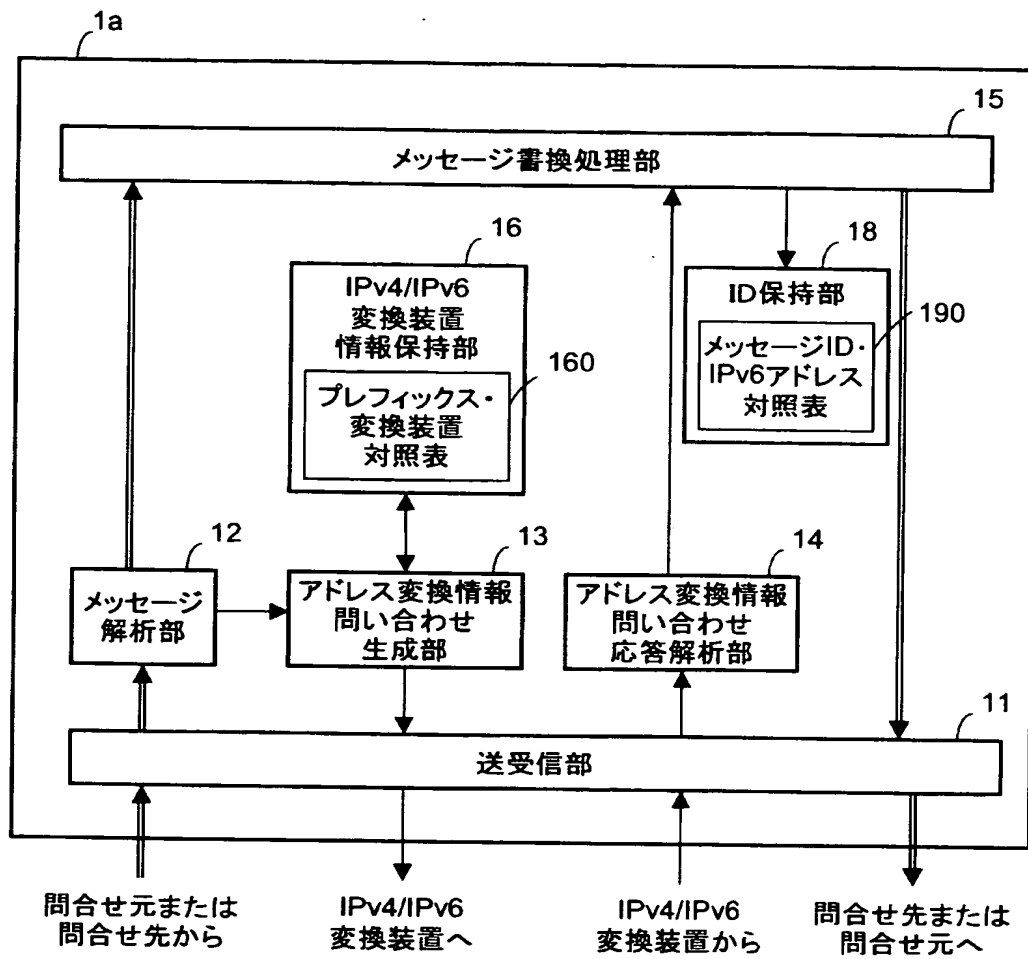 1a
15
メッセージ書換処理部
16
IPv4/IPv6
変換装置
情報保持部
160
プレフィックス・
変換装置
対照表
18
ID保持部
190
メッセージID・
IPv6アドレス
対照表
12
メッセージ
解析部
13
アドレス変換情報
問い合わせ
生成部
14
アドレス変換情報
問い合わせ
応答解析部
11
送受信部
問合せ元または
問合せ先から
IPv4/IPv6
変換装置へ
IPv4/IPv6
変換装置から
問合せ先または
問合せ元へ